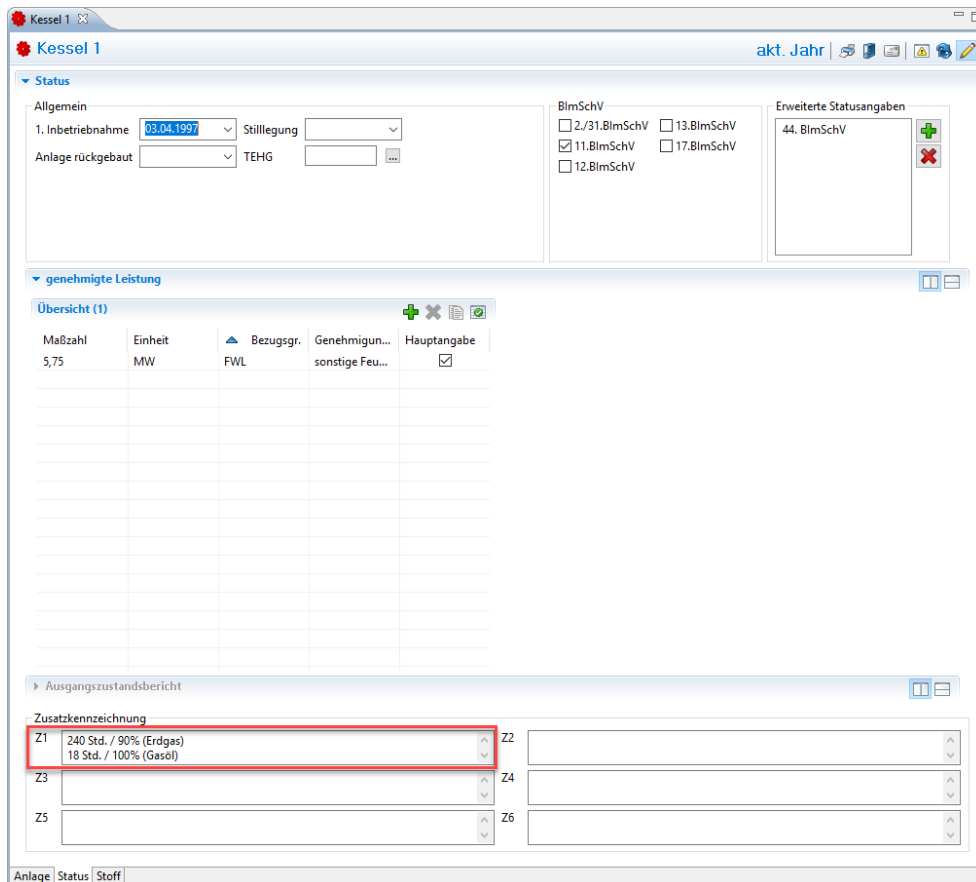 Kessel 1
Kessel 1 akt. Jahr
Status
Allgemein BImSchV Erweiterte Statusangaben
1. Inbetriebnahme 03.04.1997 Stilllegung 2./31.BImSchV 13.BImSchV 44. BImSchV
Anlage rückgebaut TEHG ... 11.BImSchV 17.BImSchV
12.BImSchV
genehmigte Leistung
Übersicht (1)
Maßzahl Einheit Bezugsgr. Genehmigun... Hauptangabe
5,75 MW FWL sonstige Feu...
Ausgangszustandsbericht
Zusatzkennzeichnung
Z1 240 Std. / 90% (Erdgas) Z2
18 Std. / 100% (Gasöl)
Z3 Z4
Z5 Z6
Anlage Status Stoff